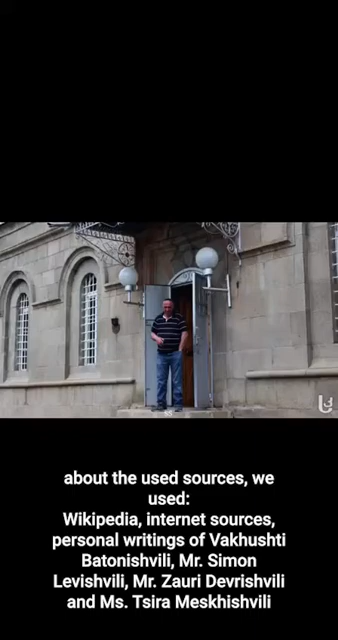 about the used sources, we
used:
Wikipedia, internet sources,
personal writings of Vakhushti
Batonishvili, Mr. Simon
Levishvili, Mr. Zauri Devrishvili
and Ms. Tsira Meskhishvili